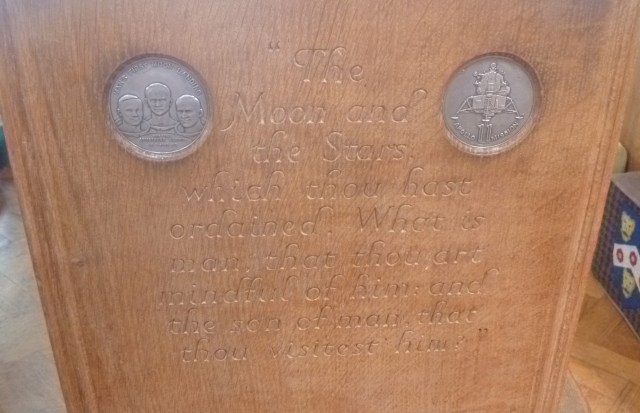 "The
Moon and
the Stars,
which thou hast
ordained. What is
man, that thou art
mindful of him: and
the son of man, that
thou visitest him?"
11